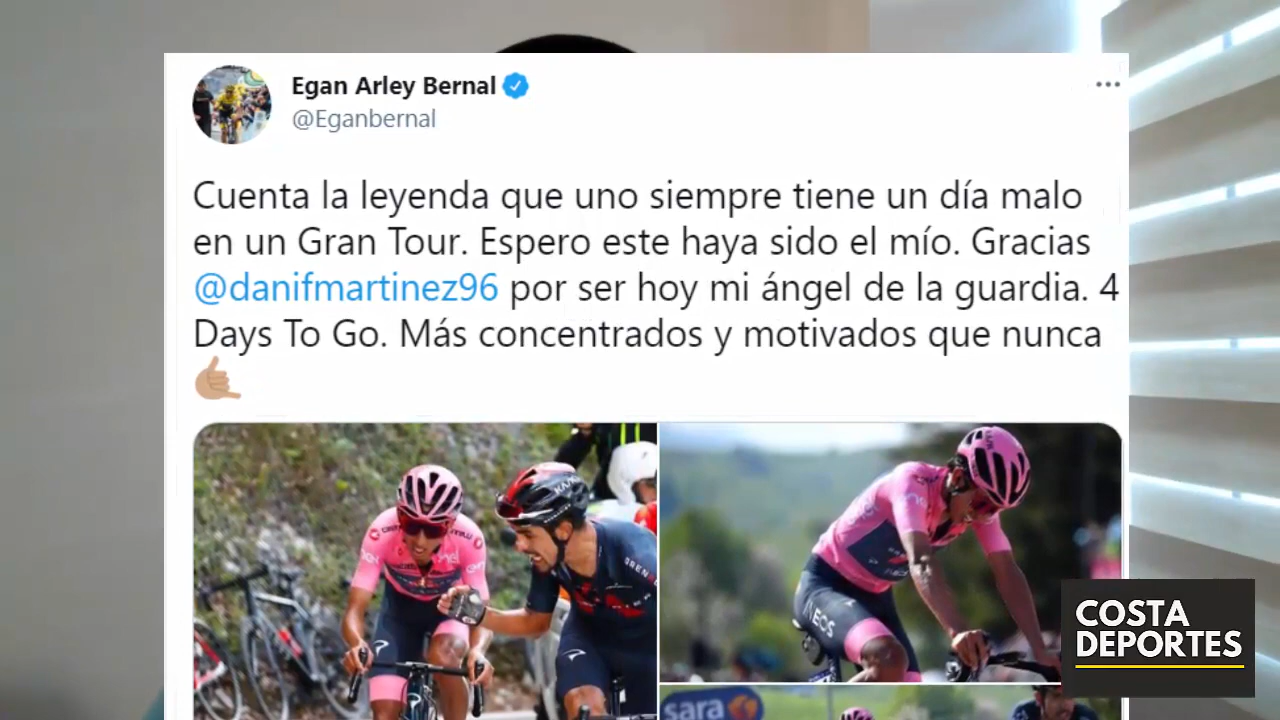 Egan Arley Bernal
@Eganbernal
Cuenta la leyenda que uno siempre tiene un día malo
en un Gran Tour. Espero este haya sido el mío. Gracias
@danifmartinez96 por ser hoy mi ángel de la guardia. 4
Days To Go. Más concentrados y motivados que nunca
INEOS
sara
COSTA
DEPORTES